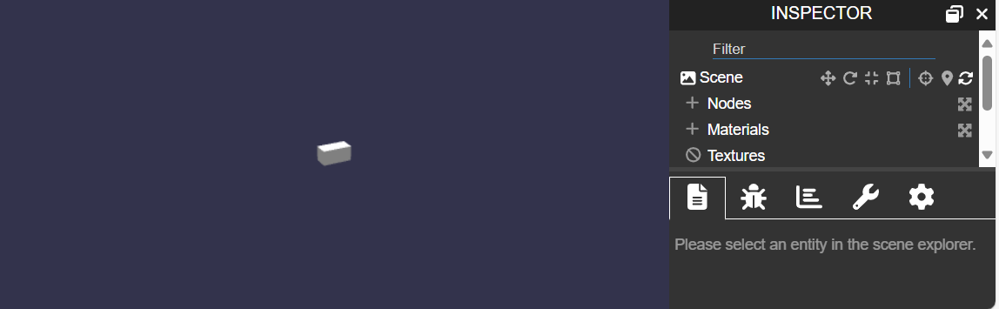 INSPECTOR
Filter
Scene
Nodes
Materials
Textures
Please select an entity in the scene explorer.